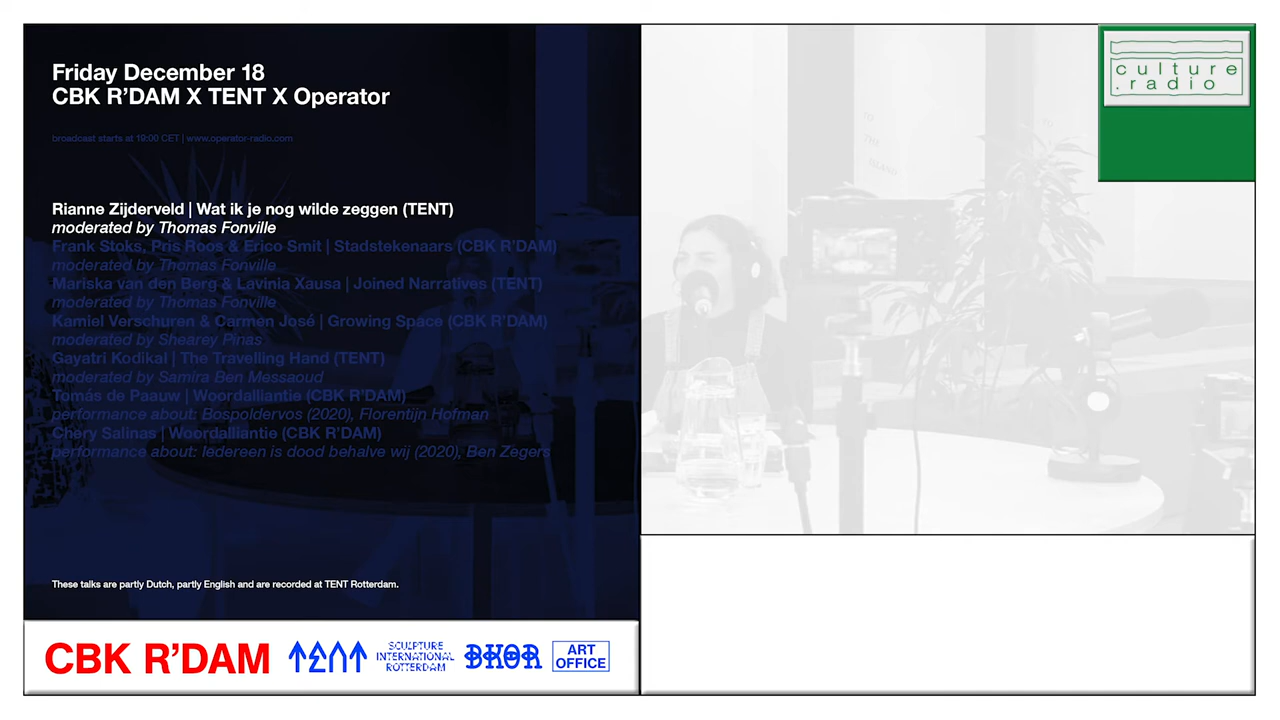 Friday December 18
CBK R’DAM X TENT X Operator
broadcast starts at 19:00 CET | www.operator-radio.com
Rianne Zijderveld | Wat ik je nog wilde zeggen (TENT)
moderated by Thomas Fonville
Frank Stoks, Pris Roos & Erico Smit | Stadstekenaars (CBK R’DAM)
moderated by Thomas Fonville
Mariska van den Berg & Lavinia Xausa | Joined Narratives (TENT)
moderated by Thomas Fonville
Kamiel Verschuren & Carmen José | Growing Space (CBK R’DAM)
moderated by Shearey Pinas
Gayatri Kodikal | The Travelling Hand (TENT)
moderated by Samira Ben Messaoud
Tomás de Paauw | Woordalliantie (CBK R’DAM)
performance about: Bospoldervos (2020), Florentijn Hofman
Chery Salinas | Woordalliantie (CBK R’DAM)
performance about: Iedereen is dood behalve wij (2020), Ben Zegers
These talks are partly Dutch, partly English and are recorded at TENT Rotterdam.
CBK R’DAM
TENT
SCULPTURE
INTERNATIONAL
ROTTERDAM
BKOR
ART
OFFICE
culture
.radio
TO
THE
ISLAND